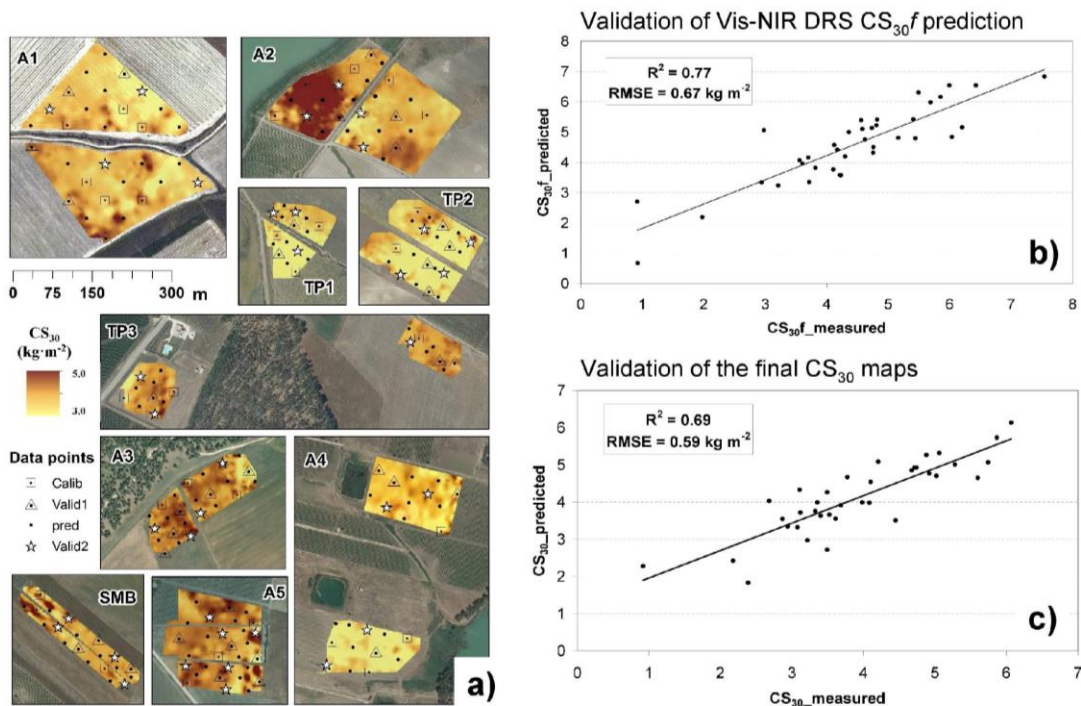 A1
A2
TP2
TP1
0 75 175 300 m
TP3
CS30
(kg·m-2)
5,0
3,0
Data points
Calib
Valid1
pred
Valid2
A3
A4
SMB
A5
a)
Validation of Vis-NIR DRS CS30f prediction
8
7
6
5
4
3
2
1
0
R2 = 0.77
RMSE = 0.67 kg m-2
CS30f_predicted
0 1 2 3 4 5 6 7 8
CS30f_measured
b)
Validation of the final CS30 maps
7
6
5
4
3
2
1
0
R2 = 0.69
RMSE = 0.59 kg m-2
CS30_predicted
0 1 2 3 4 5 6 7
CS30_measured
c)